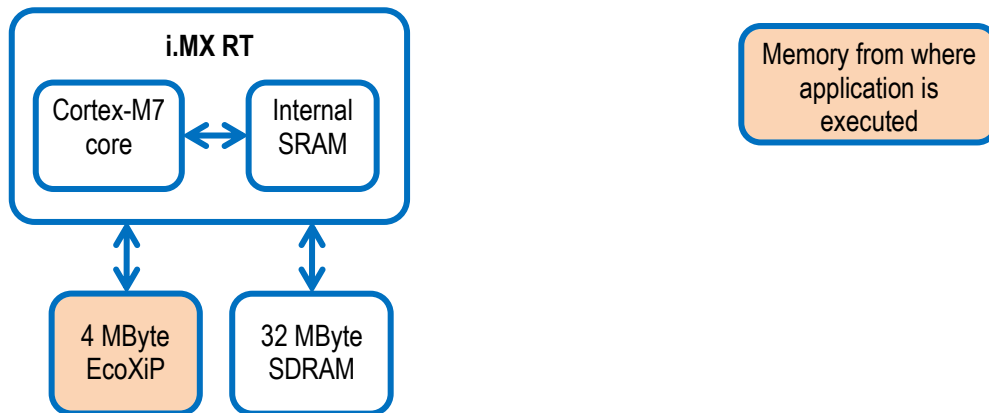 i.MX RT
Cortex-M7
core
Internal
SRAM
4 MByte
EcoXiP
32 MByte
SDRAM
Memory from where
application is
executed